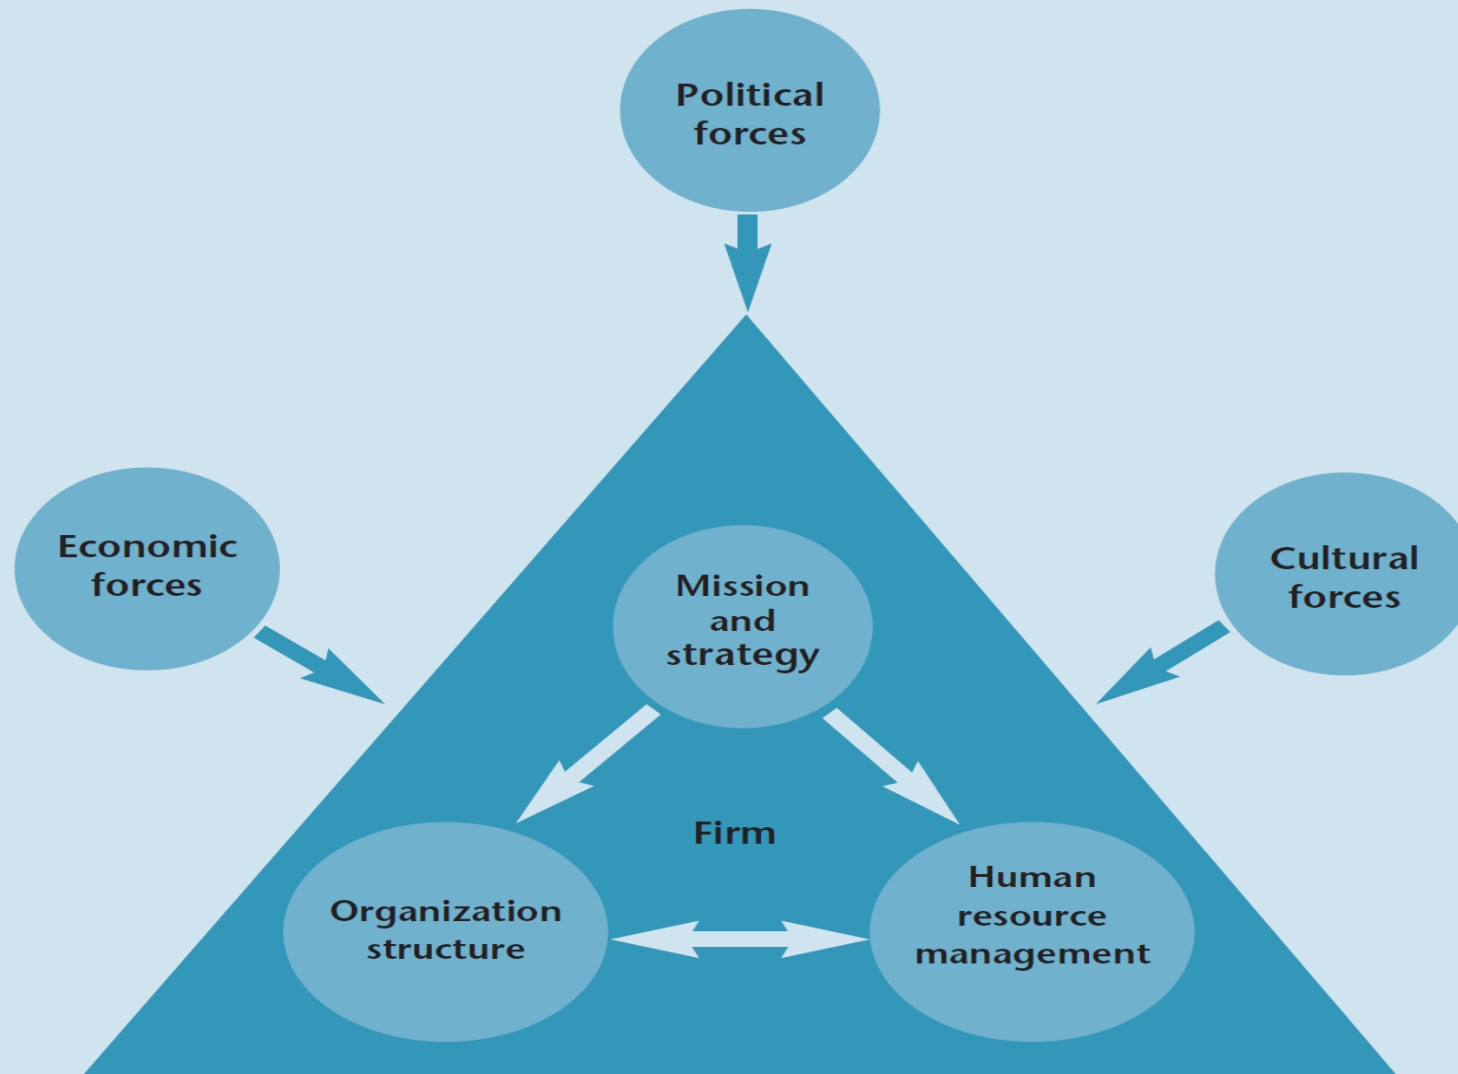 Political
forces
Economic
forces
Cultural
forces
Mission
and
strategy
Firm
Organization
structure
Human
resource
management